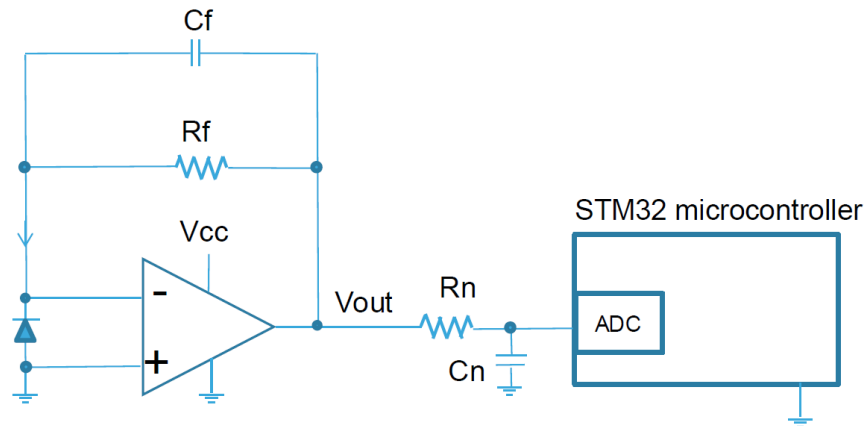 Cf
Rf
STM32 microcontroller
Vcc
-
Vout
Rn
ADC
+
Cn